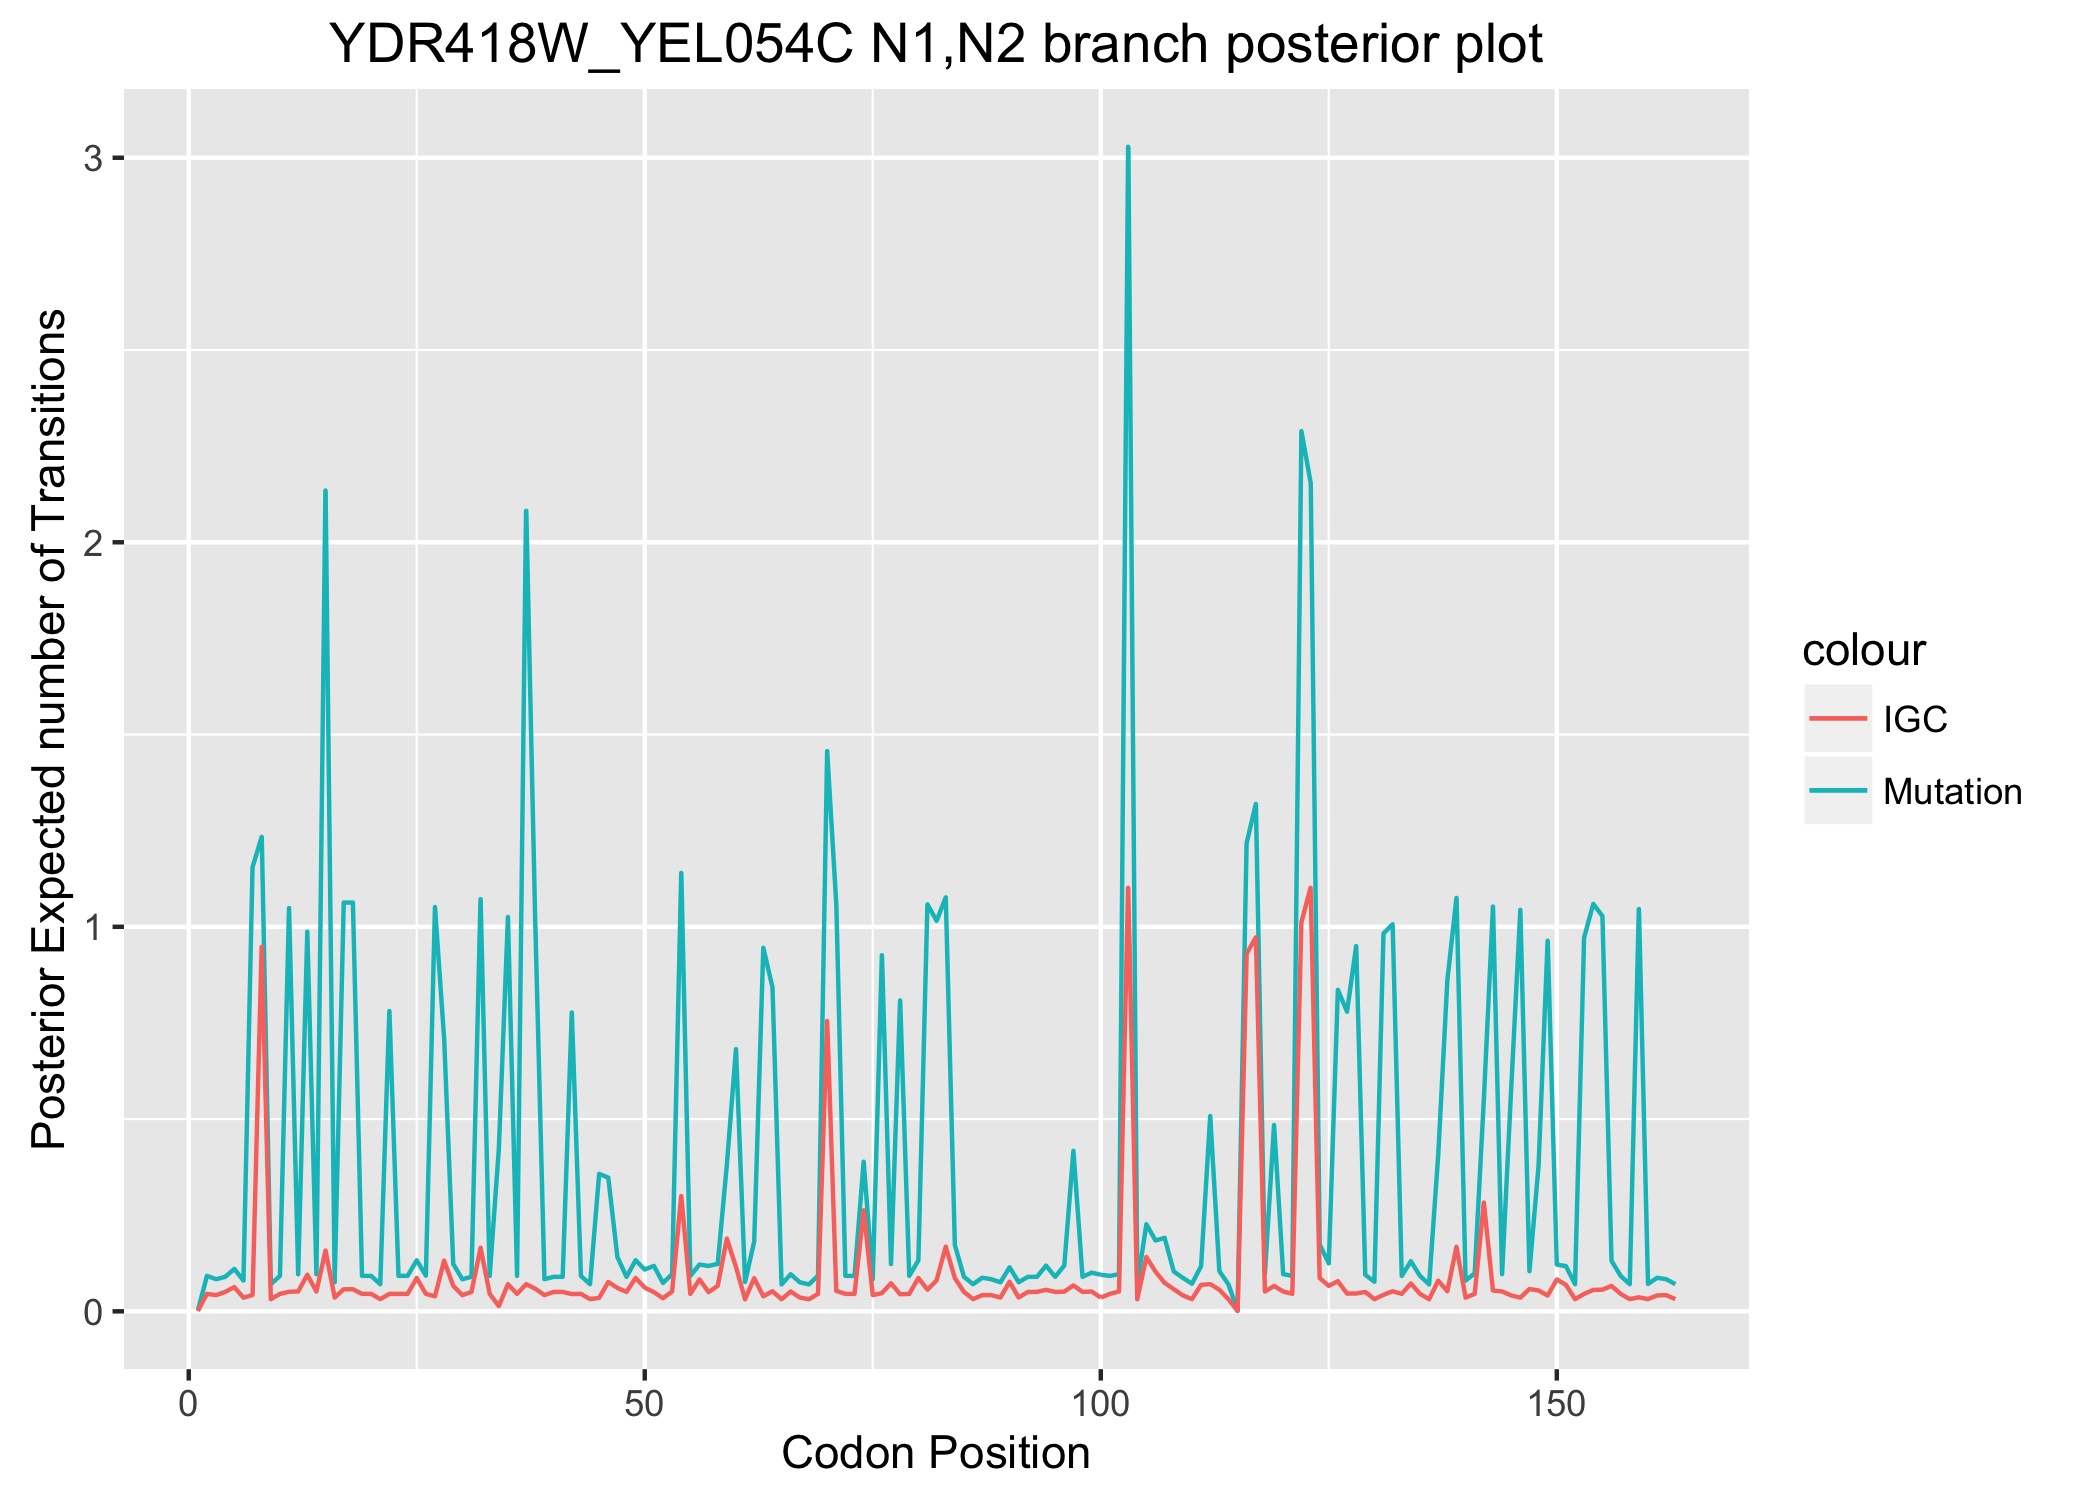 YDR418W_YEL054C N1,N2 branch posterior plot
Posterior Expected number of Transitions
3
2
1
0
0 50 100 150
Codon Position
colour
IGC
Mutation